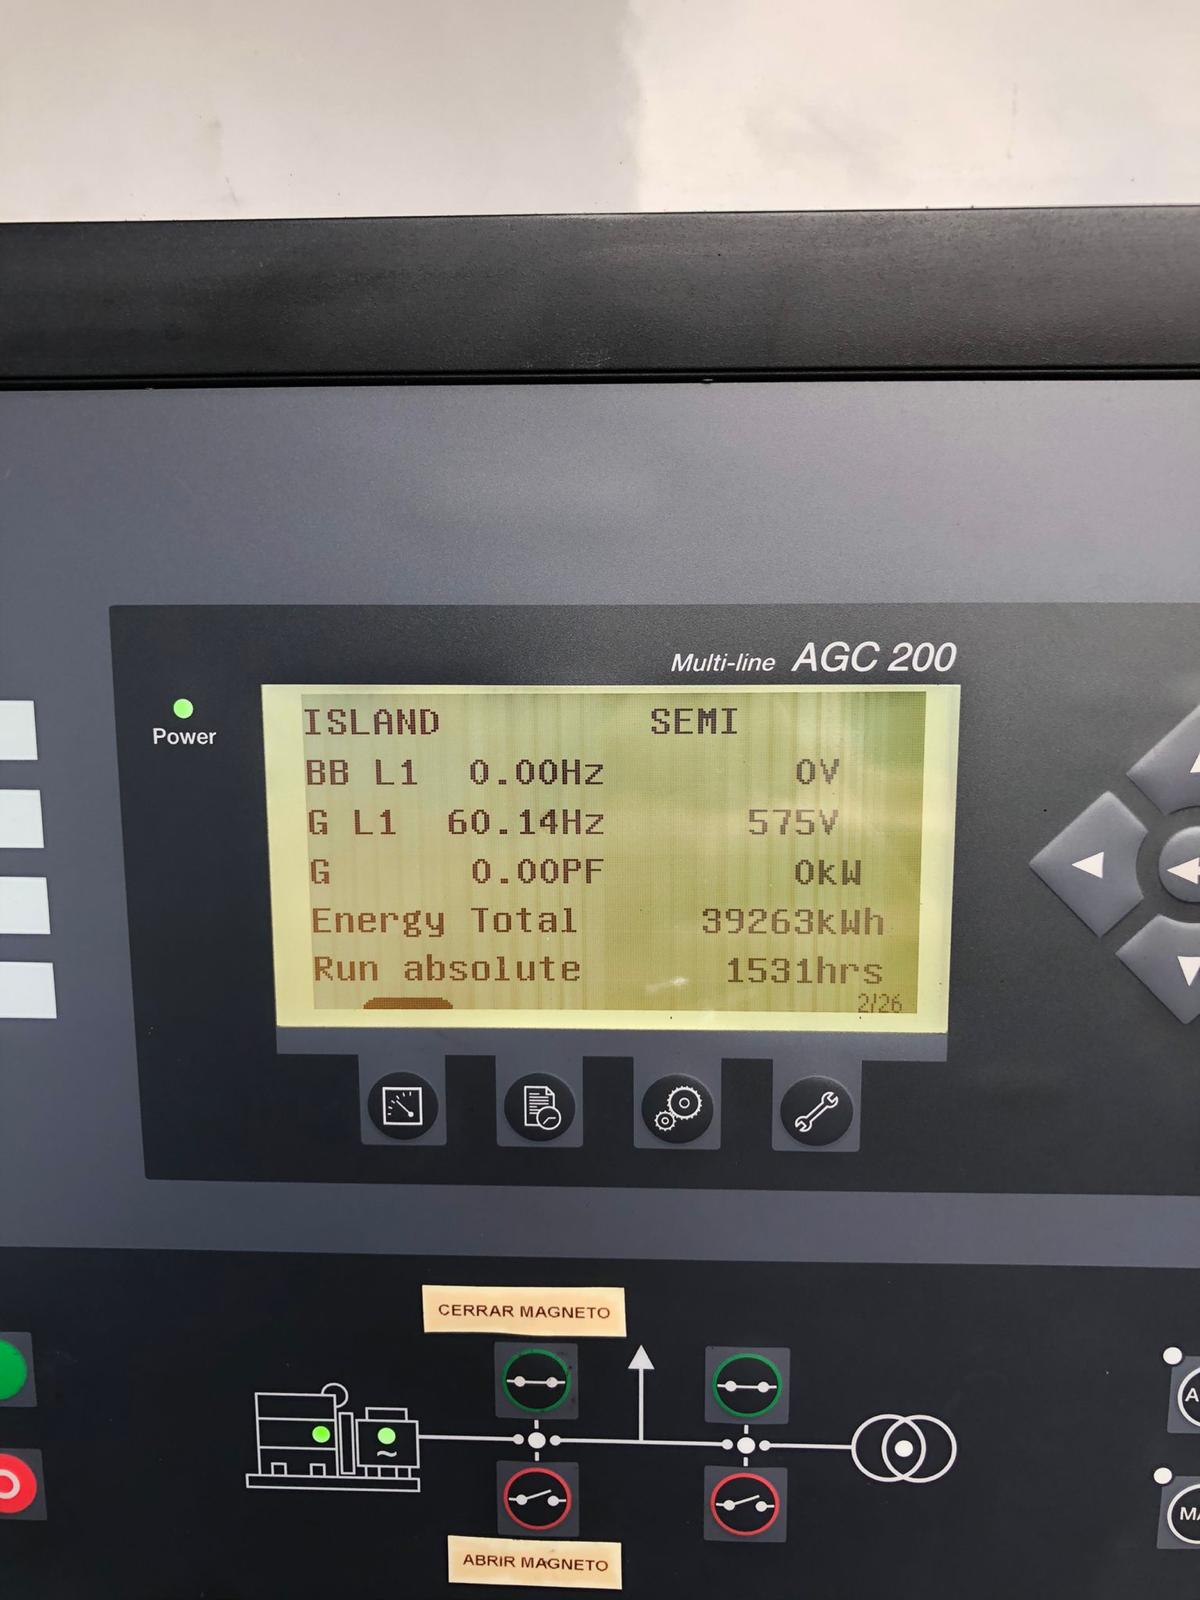 Multi-line AGC 200
Power
ISLAND SEMI
BB L1 0.00Hz 0V
G L1 60.14Hz 575V
G 0.00PF 0kW
Energy Total 39263kWh
Run absolute 1531hrs
2/26
CERRAR MAGNETO
ABRIR MAGNETO